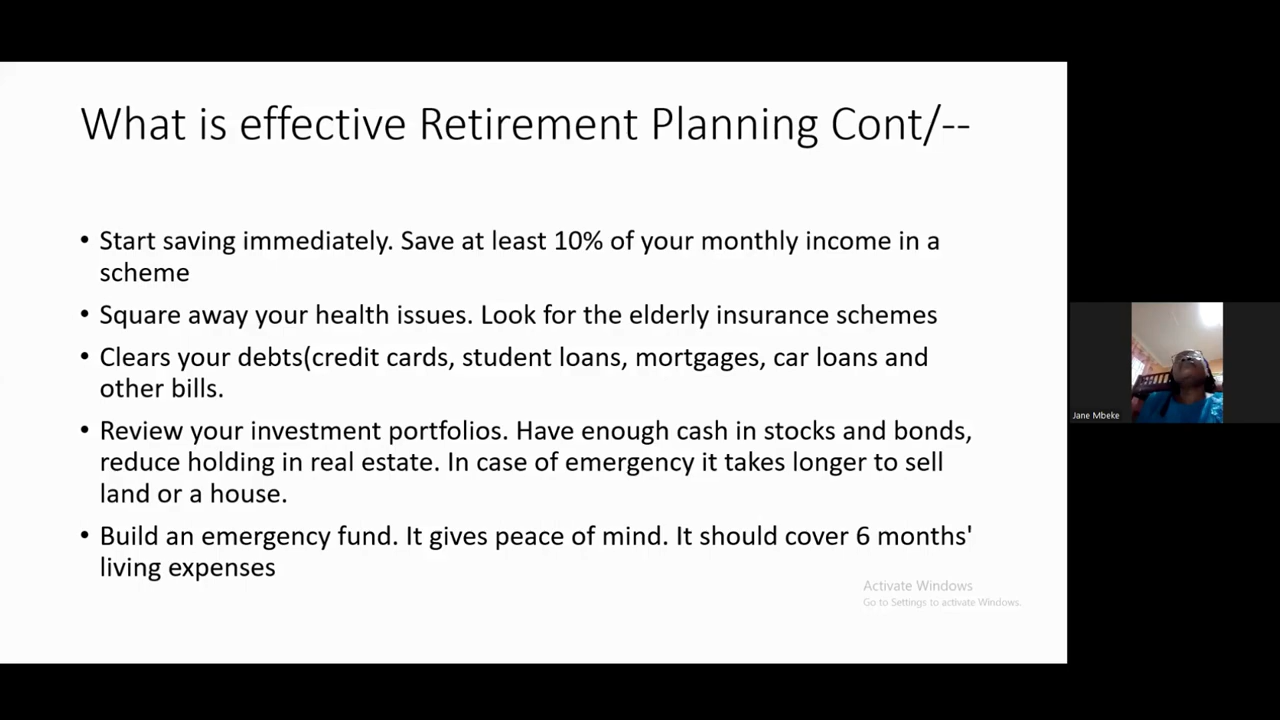 What is effective Retirement Planning Cont/--
• Start saving immediately. Save at least 10% of your monthly income in a
scheme
• Square away your health issues. Look for the elderly insurance schemes
• Clears your debts(credit cards, student loans, mortgages, car loans and
other bills.
• Review your investment portfolios. Have enough cash in stocks and bonds,
reduce holding in real estate. In case of emergency it takes longer to sell
land or a house.
• Build an emergency fund. It gives peace of mind. It should cover 6 months'
living expenses
Activate Windows
Go to Settings to activate Windows.
Jane Mbeke